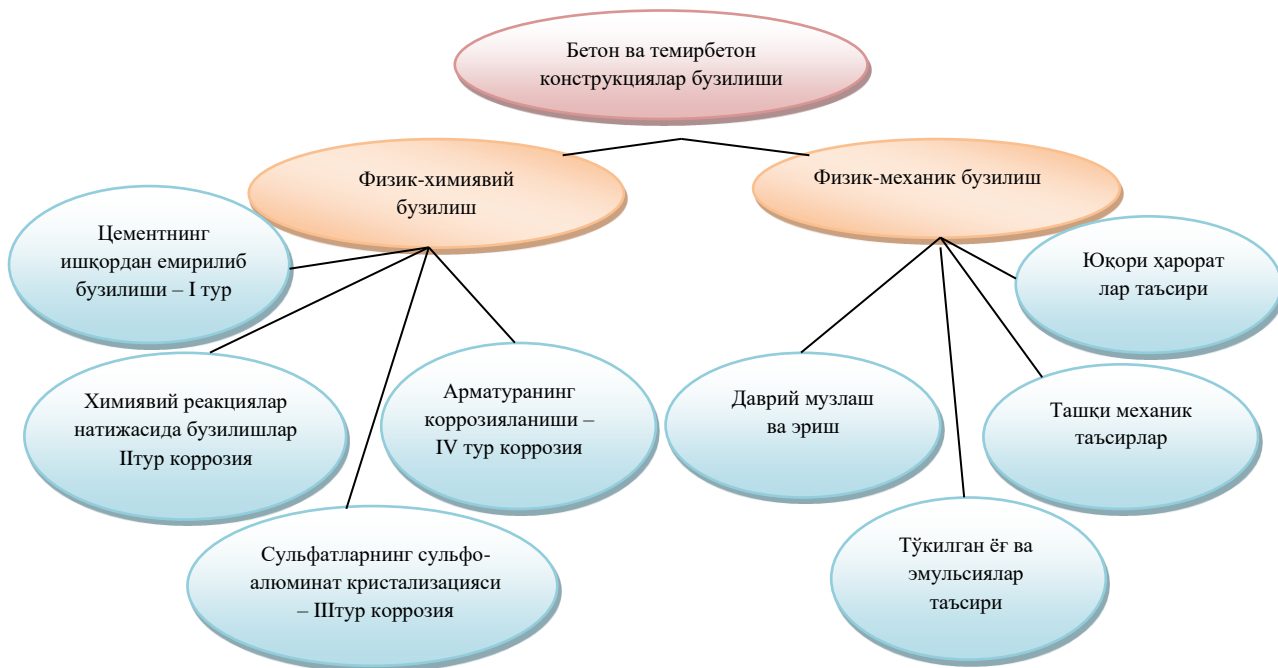 Бетон ва темирбетон
конструкциялар бузилиши
Физик-химиявий
бузилиш
Физик-механик бузилиш
Цементнинг
ишқордан емирилиб
бузилиши – I тур
Юқори ҳарорат
лар таъсири
Химиявий реакциялар
натижасида бузилишлар
IIтур коррозия
Арматуранинг
коррозияланиши –
IV тур коррозия
Даврий музлаш
ва эриш
Ташқи механик
таъсирлар
Сульфатларнинг сульфо-
алюминат кристализацияси
– IIIтур коррозия
Тўкилган ёғ ва
эмульсиялар
таъсири